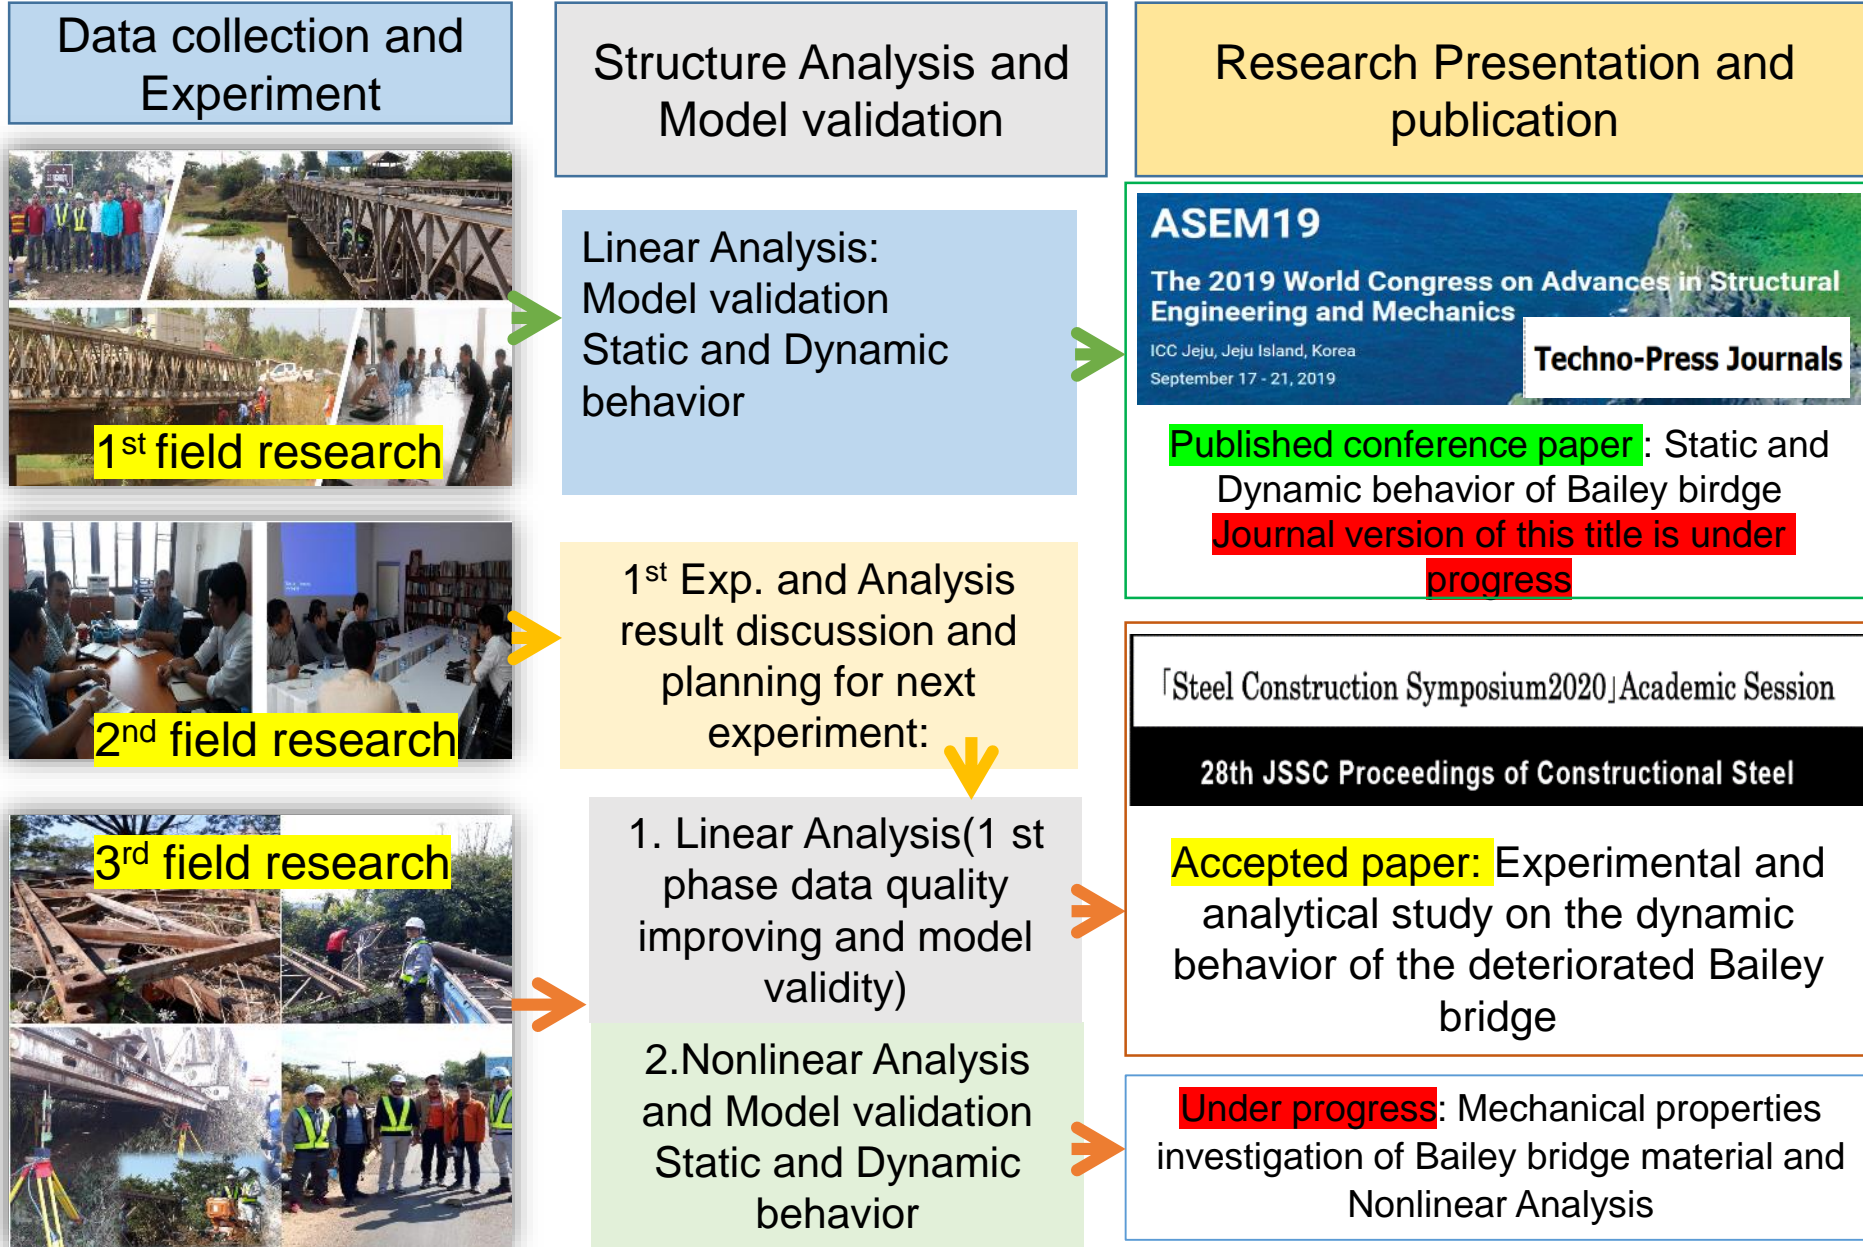 Data collection and
Experiment
1st field research
2nd field research
3rd field research
Structure Analysis and
Model validation
Linear Analysis:
Model validation
Static and Dynamic
behavior
1st Exp. and Analysis
result discussion and
planning for next
experiment:
1. Linear Analysis(1 st
phase data quality
improving and model
validity)
2.Nonlinear Analysis
and Model validation
Static and Dynamic
behavior
Research Presentation and
publication
ASEM19
The 2019 World Congress on Advances in Structural
Engineering and Mechanics
ICC Jeju, Jeju Island, Korea
September 17 - 21, 2019
Techno-Press Journals
Published conference paper : Static and
Dynamic behavior of Bailey birdge
Journal version of this title is under
progress
「Steel Construction Symposium2020」Academic Session
28th JSSC Proceedings of Constructional Steel
Accepted paper: Experimental and
analytical study on the dynamic
behavior of the deteriorated Bailey
bridge
Under progress: Mechanical properties
investigation of Bailey bridge material and
Nonlinear Analysis